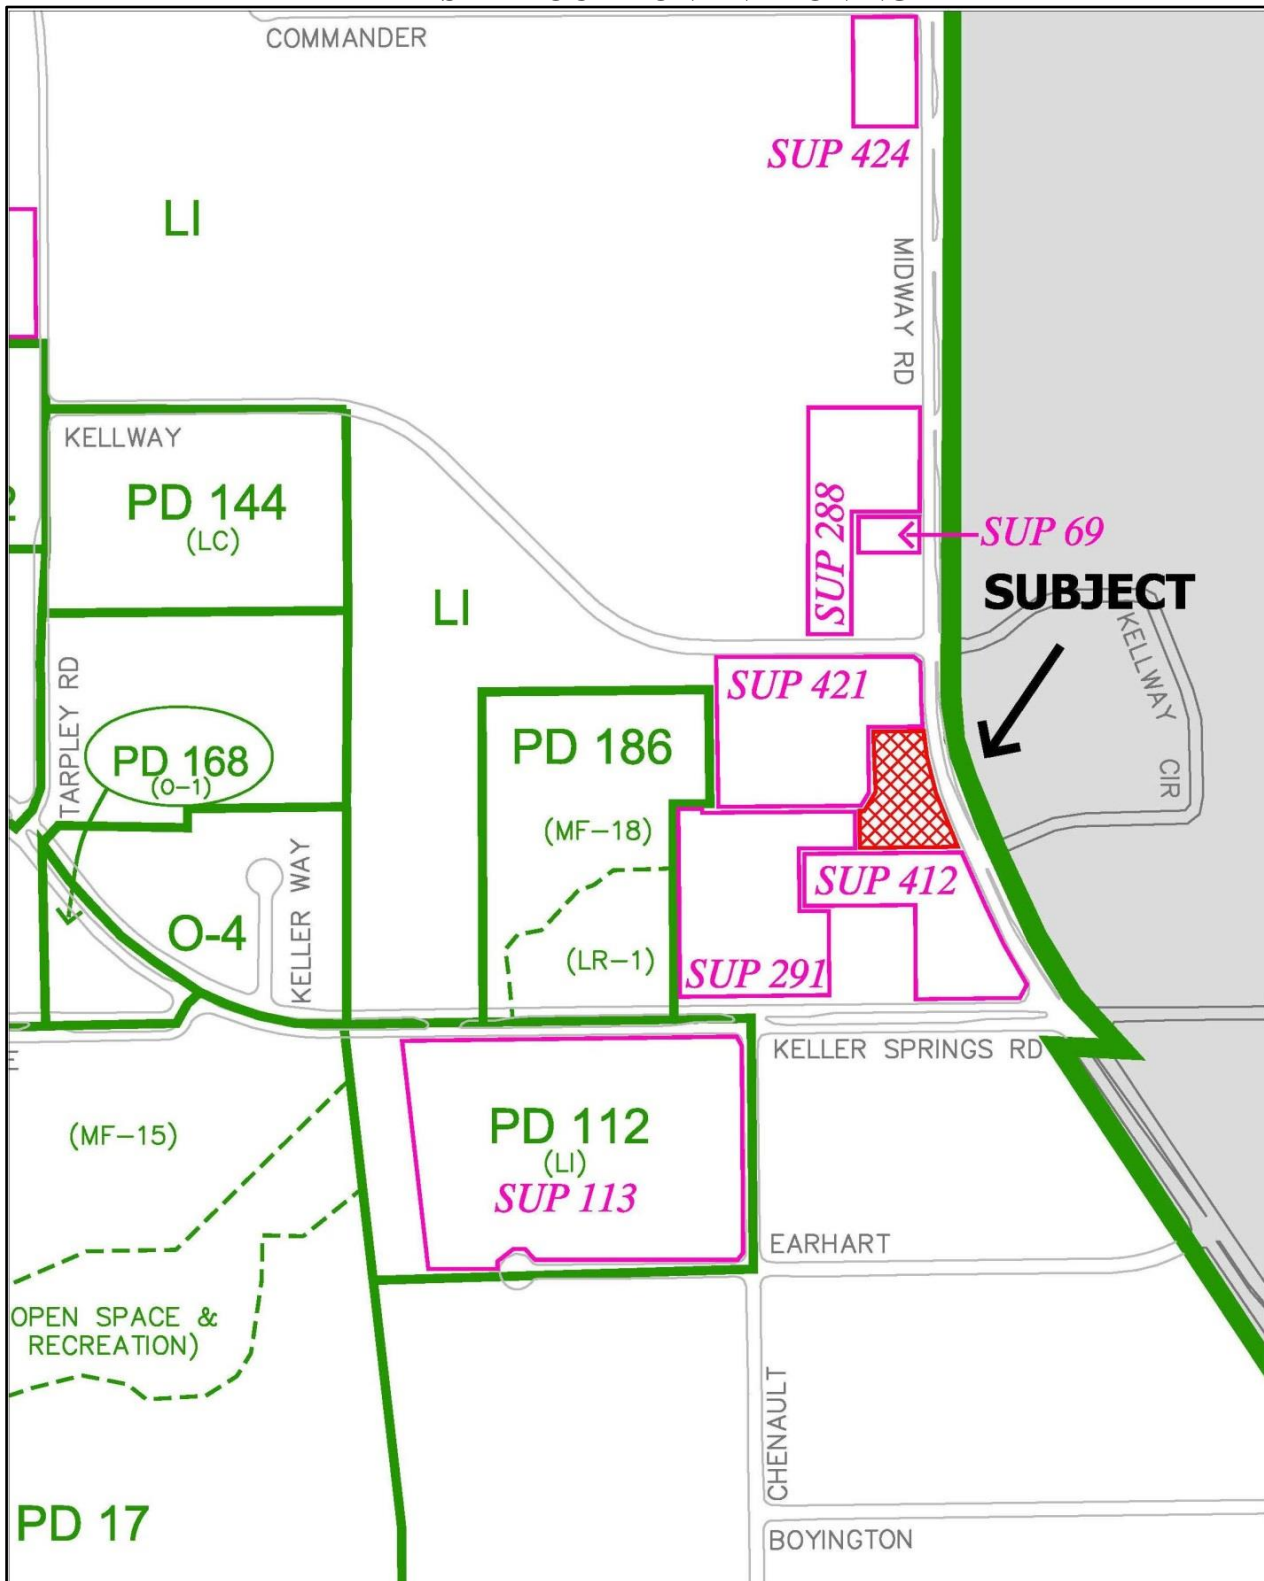 COMMANDER
SUP 424
LI
MIDWAY RD
KELLWAY
PD 144
(LC)
SUP 288
SUP 69
SUBJECT
LI
KELLWAY CIR
TARPLEY RD
SUP 421
PD 186
PD 168
(O-1)
(MF-18)
KELLER WAY
SUP 412
O-4
(LR-1)
SUP 291
KELLER SPRINGS RD
PD 112
(LI)
SUP 113
(MF-15)
EARHART
OPEN SPACE &
RECREATION)
CHENAULT
PD 17
BOYINGTON